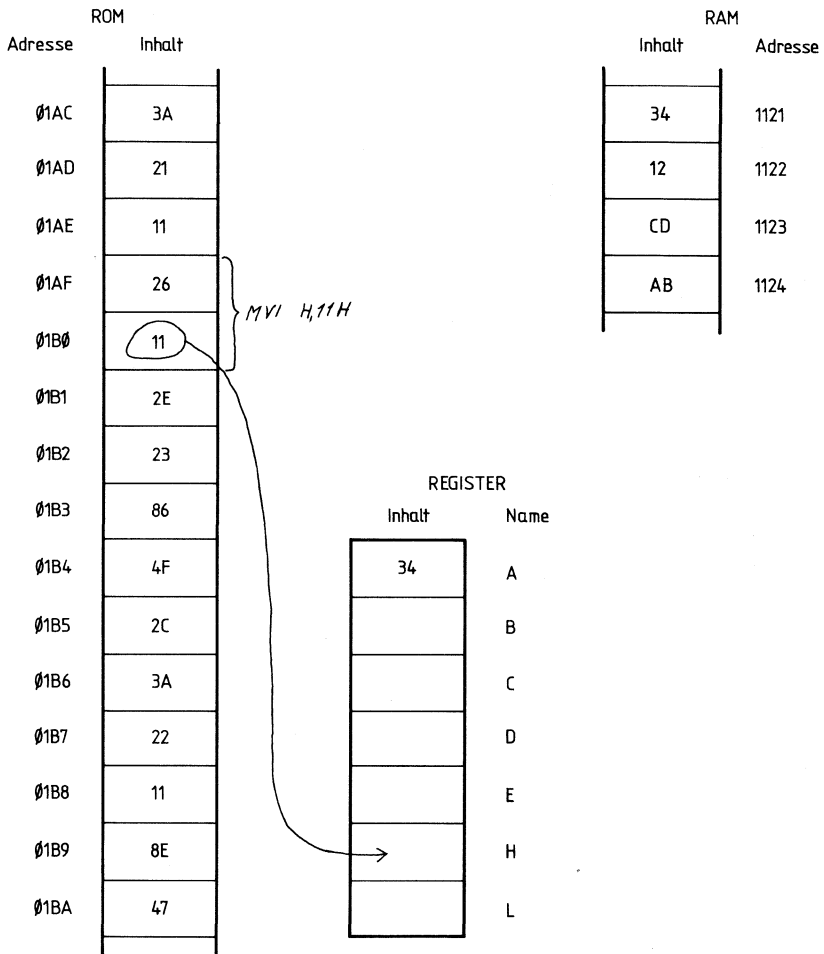 ROM
Adresse Inhalt
Ø1AC 3A
Ø1AD 21
Ø1AE 11
Ø1AF 26
Ø1BØ 11
MVI H,11H
Ø1B1 2E
Ø1B2 23
Ø1B3 86
Ø1B4 4F
Ø1B5 2C
Ø1B6 3A
Ø1B7 22
Ø1B8 11
Ø1B9 8E
Ø1BA 47
RAM
Inhalt Adresse
34 1121
12 1122
CD 1123
AB 1124
REGISTER
Inhalt Name
34 A
B
C
D
E
H
L